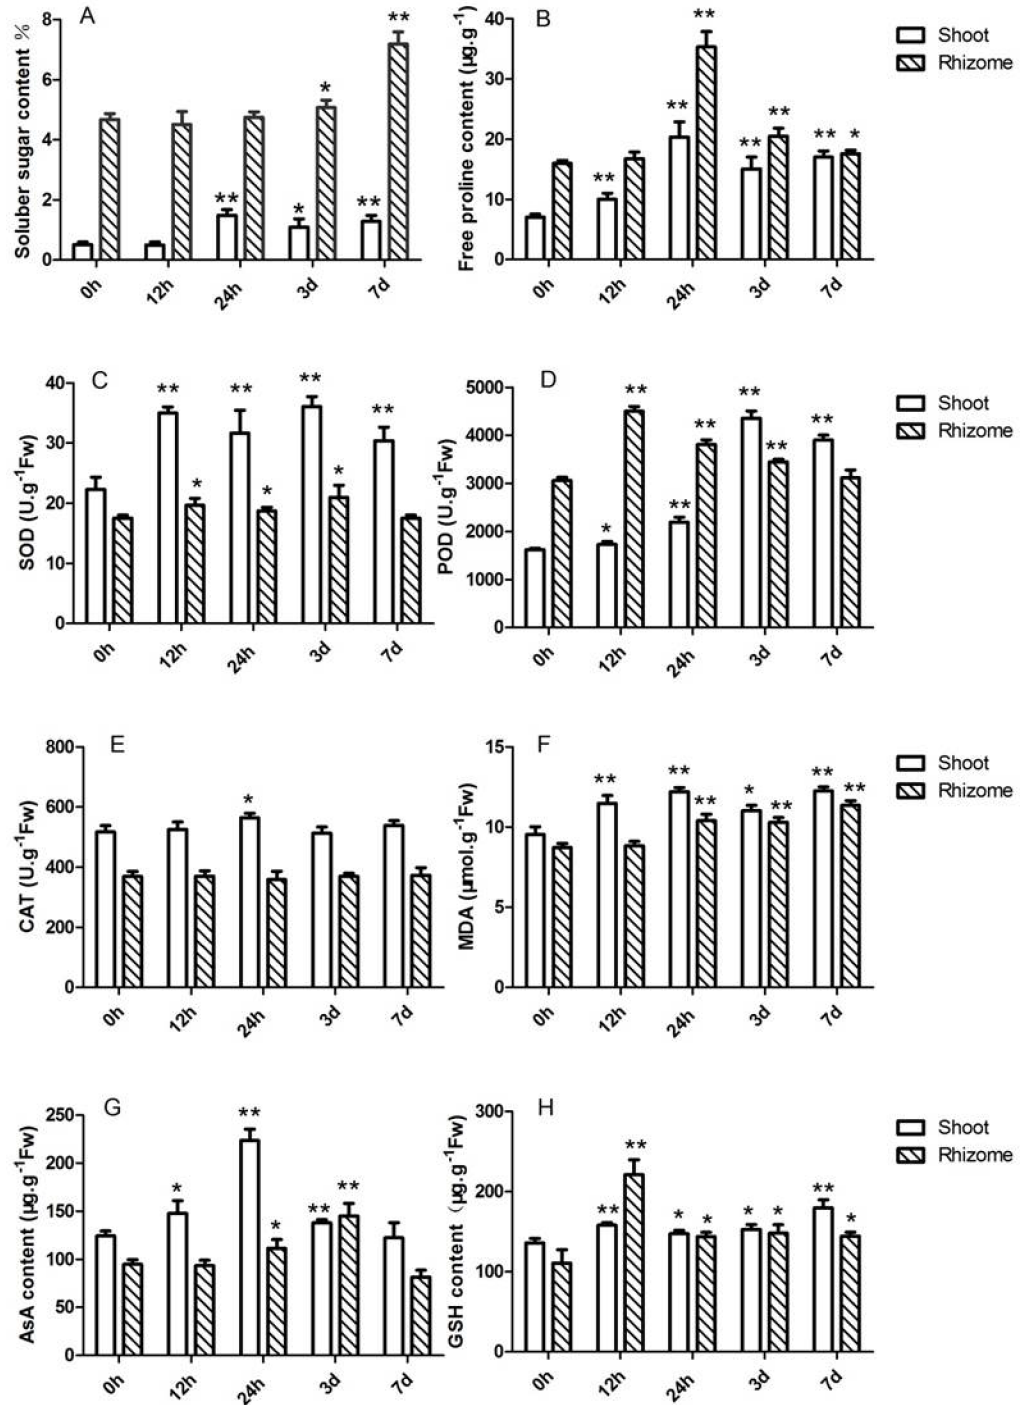 A
Soluber sugar content %
8
6
4
2
0
** * ** * **
0h 12h 24h 3d 7d
B
Free proline content (μg.g-1)
40
30
20
10
0
** ** ** ** ** ** *
0h 12h 24h 3d 7d
Shoot
Rhizome
C
SOD (U.g-1Fw)
40
30
20
10
0
** * ** * ** * **
0h 12h 24h 3d 7d
D
POD (U.g-1Fw)
5000
4000
3000
2000
1000
0
* ** ** ** ** ** **
0h 12h 24h 3d 7d
Shoot
Rhizome
E
CAT (U.g-1Fw)
800
600
400
200
0
*
0h 12h 24h 3d 7d
F
MDA (μmol.g-1Fw)
15
10
5
0
** ** ** * ** ** **
0h 12h 24h 3d 7d
Shoot
Rhizome
G
AsA content (μg.g-1Fw)
250
200
150
100
50
0
* ** * ** **
0h 12h 24h 3d 7d
H
GSH content (μg.g-1Fw)
300
200
100
0
** ** * * * * ** *
0h 12h 24h 3d 7d
Shoot
Rhizome